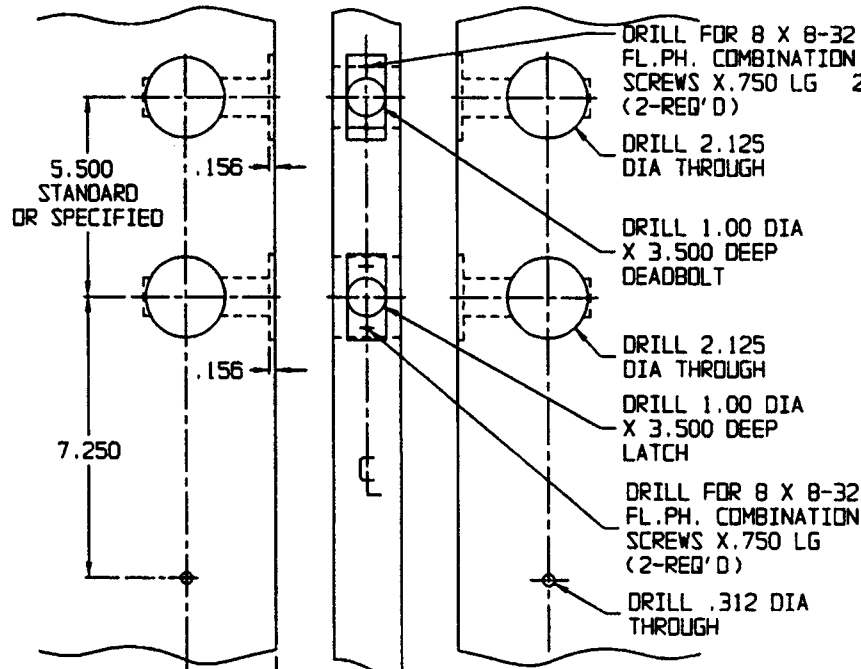 DRILL FOR 8 X 8-32
FL.PH. COMBINATION
SCREWS X.750 LG 2
(2-REQ'D)
DRILL 2.125
DIA THROUGH
5.500
STANDARD
OR SPECIFIED
.156
DRILL 1.00 DIA
X 3.500 DEEP
DEADBOLT
DRILL 2.125
DIA THROUGH
.156
DRILL 1.00 DIA
X 3.500 DEEP
LATCH
7.250
CL
DRILL FOR 8 X 8-32
FL.PH. COMBINATION
SCREWS X.750 LG
(2-REQ'D)
DRILL .312 DIA
THROUGH